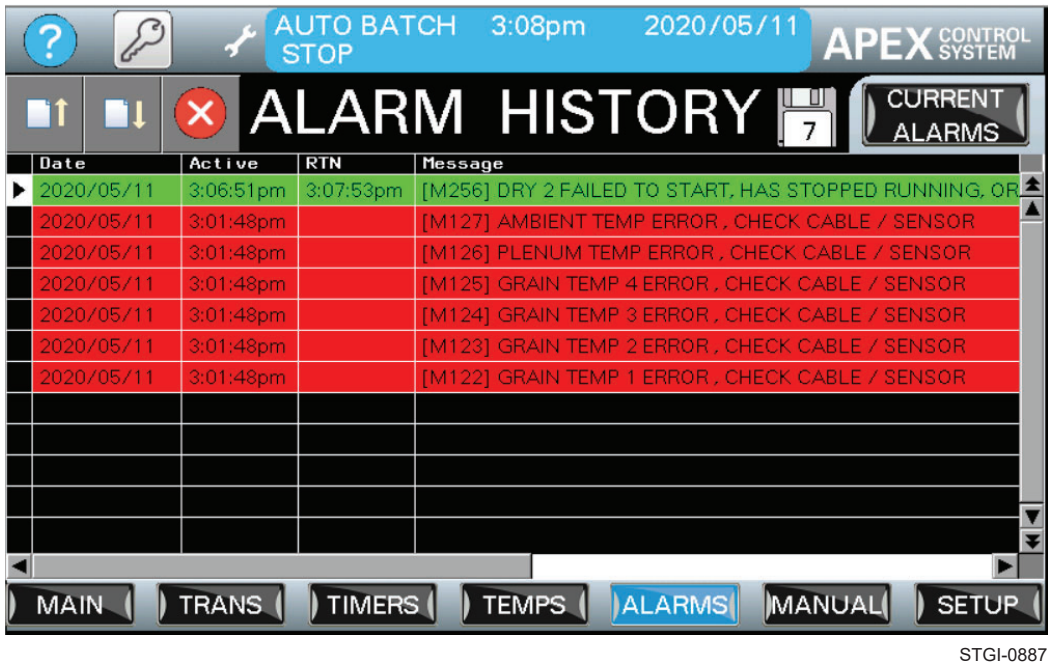 ? AUTO BATCH 3:08pm 2020/05/11 APEX CONTROL SYSTEM
STOP
ALARM HISTORY 7 CURRENT ALARMS
Date Active RTN Message
2020/05/11 3:06:51pm 3:07:53pm [M256] DRY 2 FAILED TO START, HAS STOPPED RUNNING, OR
2020/05/11 3:01:48pm [M127] AMBIENT TEMP ERROR , CHECK CABLE / SENSOR
2020/05/11 3:01:48pm [M126] PLENUM TEMP ERROR , CHECK CABLE / SENSOR
2020/05/11 3:01:48pm [M125] GRAIN TEMP 4 ERROR , CHECK CABLE / SENSOR
2020/05/11 3:01:48pm [M124] GRAIN TEMP 3 ERROR , CHECK CABLE / SENSOR
2020/05/11 3:01:48pm [M123] GRAIN TEMP 2 ERROR , CHECK CABLE / SENSOR
2020/05/11 3:01:48pm [M122] GRAIN TEMP 1 ERROR , CHECK CABLE / SENSOR
MAIN TRANS TIMERS TEMPS ALARMS MANUAL SETUP
STGI-0887